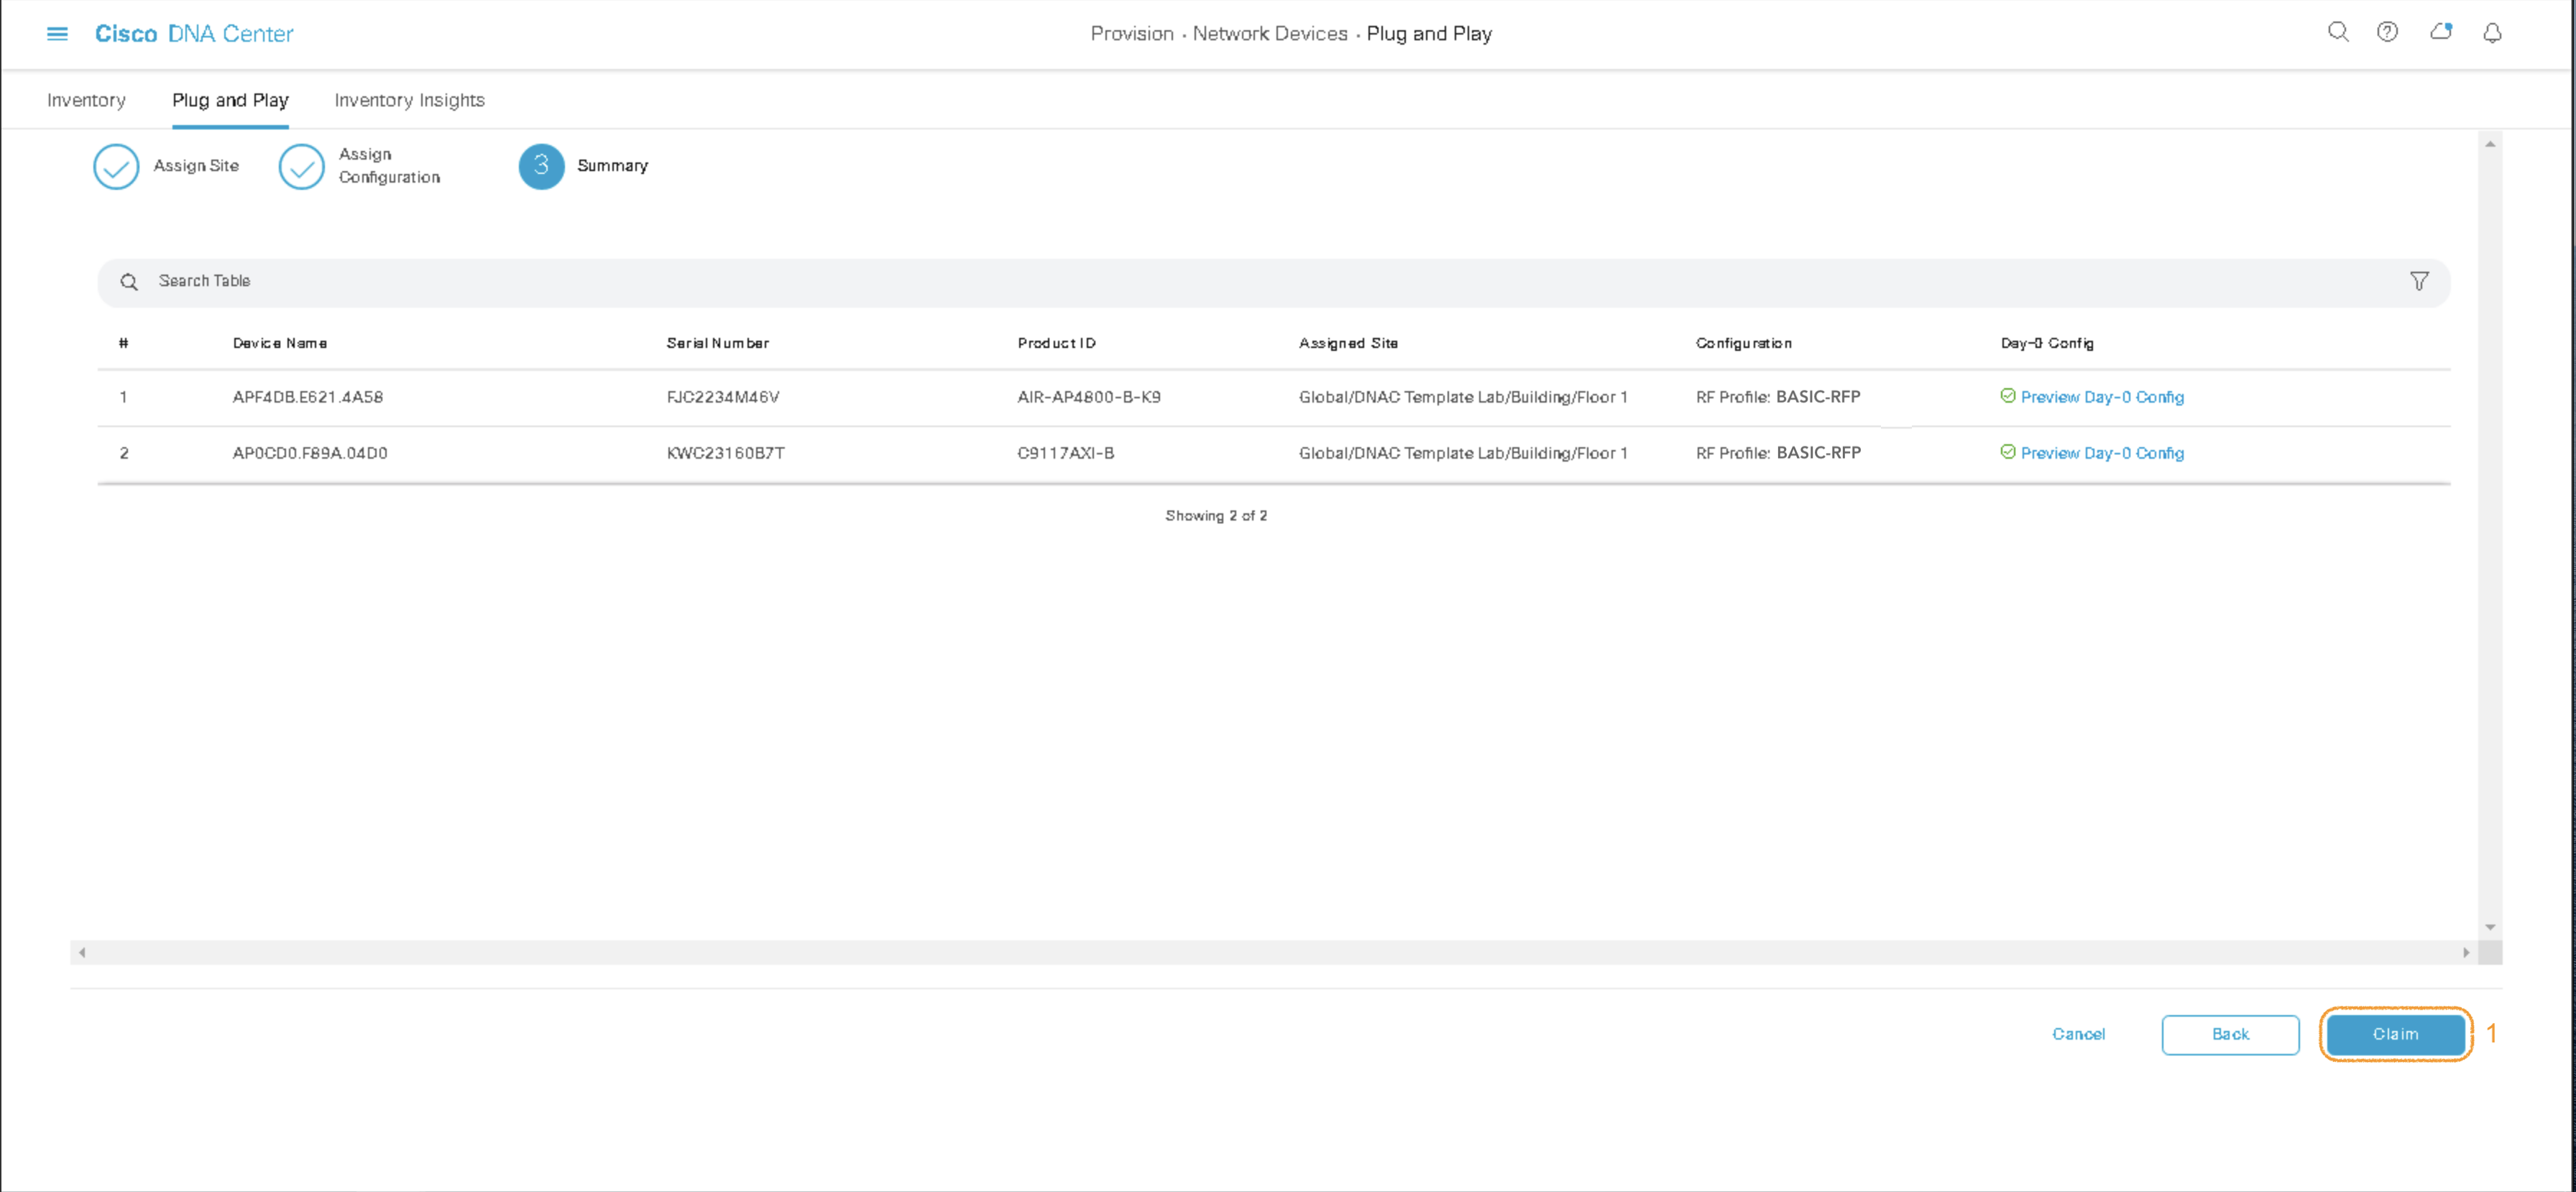 Cisco DNA Center
Provision · Network Devices · Plug and Play
Inventory Plug and Play Inventory Insights
Assign Site
Assign
Configuration
3 Summary
Search Table
# Device Name Serial Number Product ID Assigned Site Configuration Day-0 Config
1 APF4DB.E621.4A58 FJC2234M46V AIR-AP4800-B-K9 Global/DNAC Template Lab/Building/Floor 1 RF Profile: BASIC-RFP Preview Day-0 Config
2 AP0CD0.F89A.04D0 KWC23160B7T C9117AXI-B Global/DNAC Template Lab/Building/Floor 1 RF Profile: BASIC-RFP Preview Day-0 Config
Showing 2 of 2
Cancel Back Claim 1